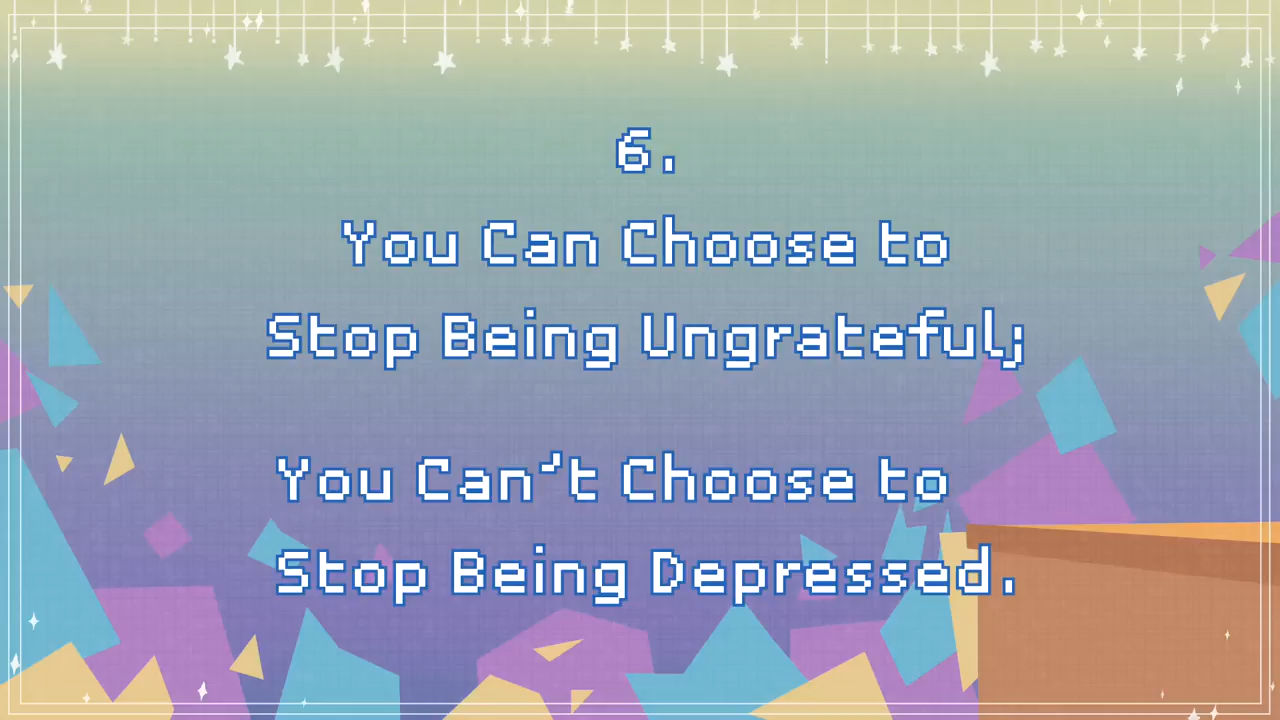 6.
You Can Choose to
Stop Being Ungrateful;
You Can't Choose to
Stop Being Depressed.